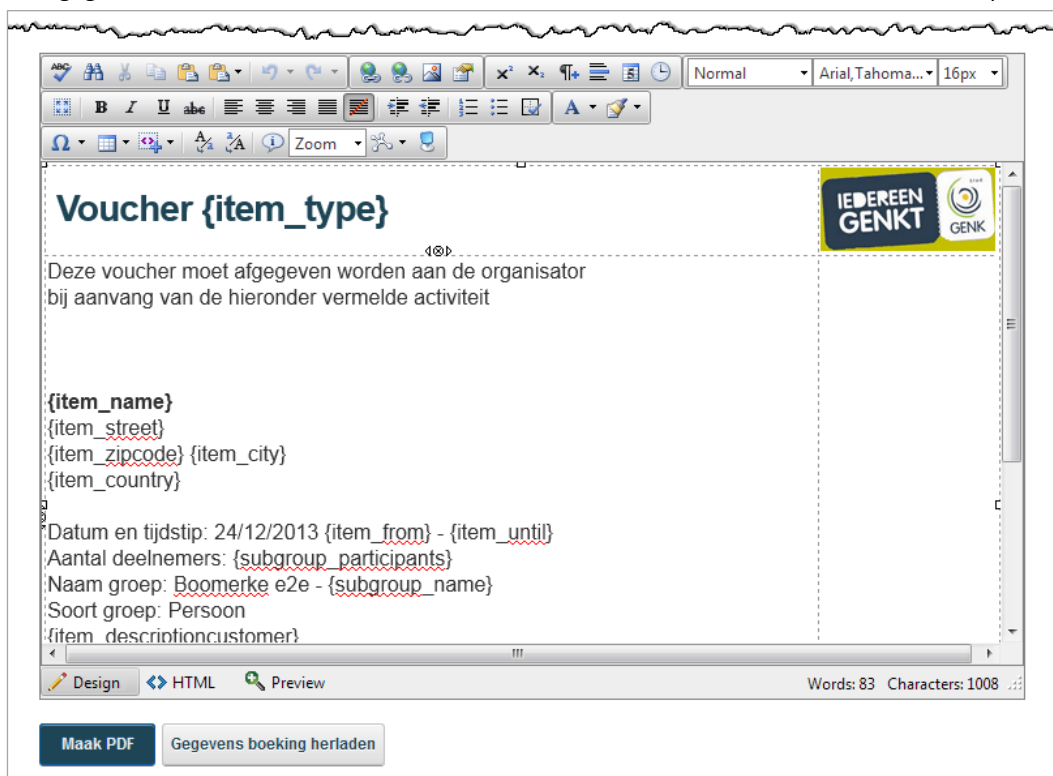 Normal
Arial,Tahoma...
16px
B I U abc
Zoom
Voucher {item_type}
IEDEREEN
GENKT
stad
GENK
Deze voucher moet afgegeven worden aan de organisator
bij aanvang van de hieronder vermelde activiteit
{item_name}
{item_street}
{item_zipcode} {item_city}
{item_country}
Datum en tijdstip: 24/12/2013 {item_from} - {item_until}
Aantal deelnemers: {subgroup_participants}
Naam groep: Boomerke e2e - {subgroup_name}
Soort groep: Persoon
{item_descriptioncustomer}
Design
HTML
Preview
Words: 83 Characters: 1008
Maak PDF
Gegevens boeking herladen